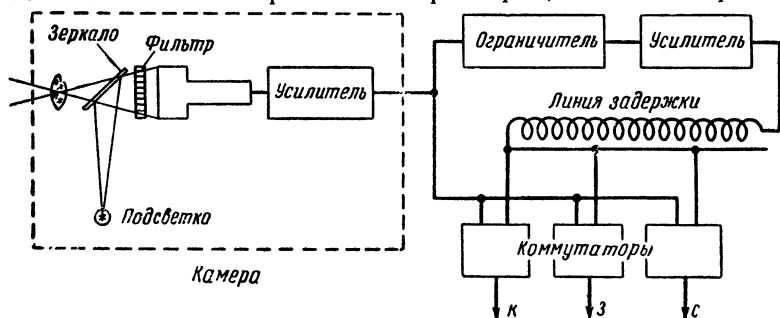 Зеркало
Фильтр
Усилитель
Подсветка
Камера
Ограничитель
Усилитель
Линия задержки
Коммутаторы
К
З
С